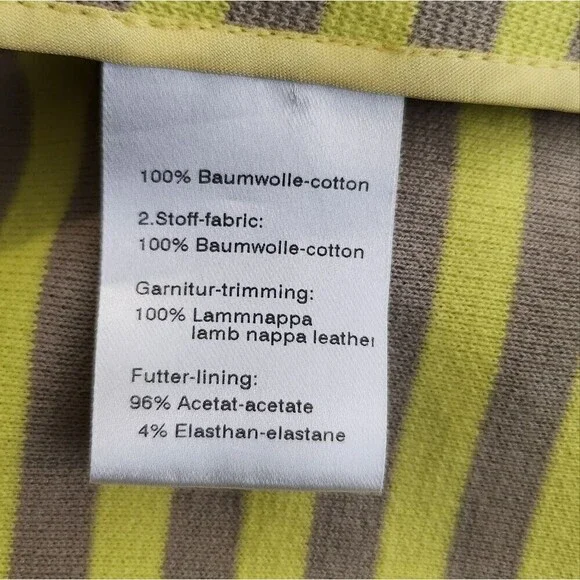 100% Baumwolle-cotton
2.Stoff-fabric:
100% Baumwolle-cotton
Garnitur-trimming:
100% Lammnappa
lamb nappa leather
Futter-lining:
96% Acetat-acetate
4% Elasthan-elastane